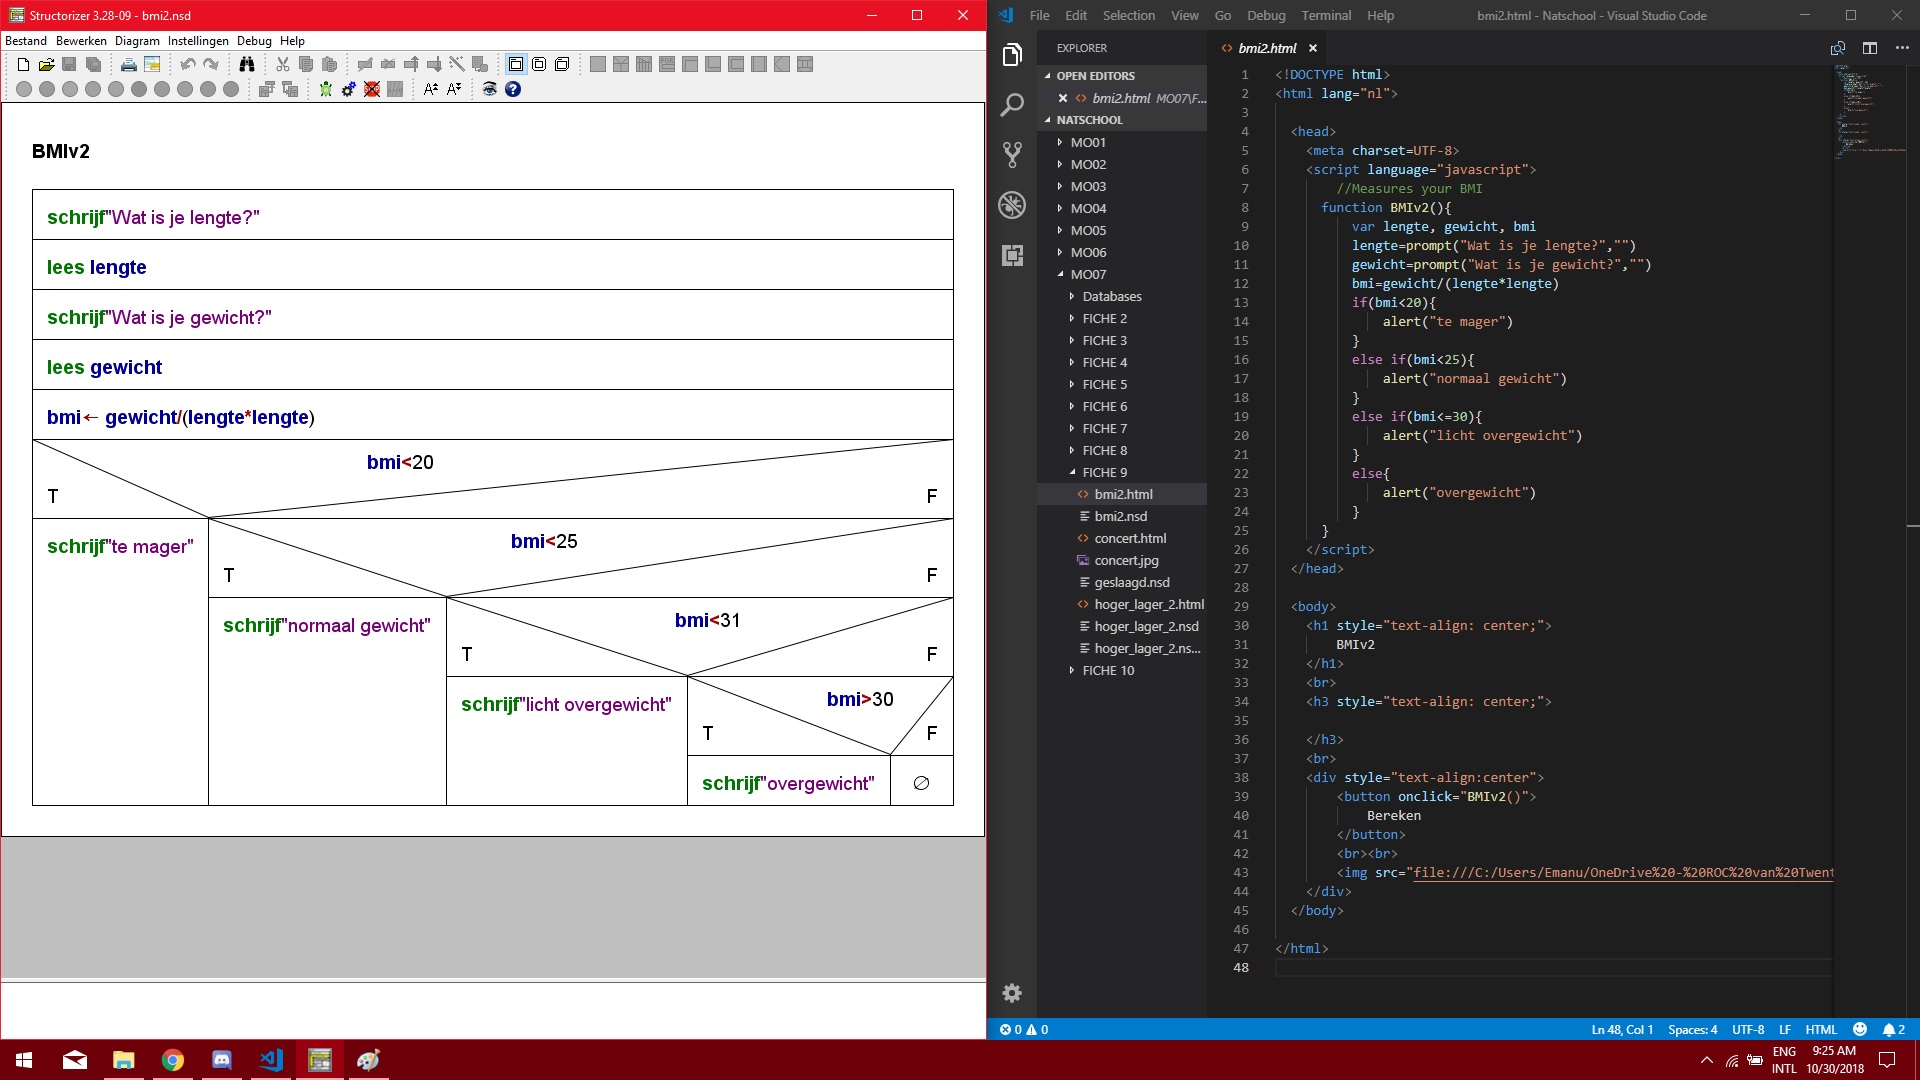 Structorizer 3.28-09 - bmi2.nsd
Bestand Bewerken Diagram Instellingen Debug Help
BMIv2
schrijf"Wat is je lengte?"
lees lengte
schrijf"Wat is je gewicht?"
lees gewicht
bmi← gewicht/(lengte*lengte)
bmi<20
T F
schrijf"te mager"
bmi<25
T F
schrijf"normaal gewicht"
bmi<31
T F
schrijf"licht overgewicht"
bmi>30
T F
schrijf"overgewicht" ∅
File Edit Selection View Go Debug Terminal Help
bmi2.html - Natschool - Visual Studio Code
EXPLORER
OPEN EDITORS
bmi2.html MO07\F...
NATSCHOOL
MO01
MO02
MO03
MO04
MO05
MO06
MO07
Databases
FICHE 2
FICHE 3
FICHE 4
FICHE 5
FICHE 6
FICHE 7
FICHE 8
FICHE 9
bmi2.html
bmi2.nsd
concert.html
concert.jpg
geslaagd.nsd
hoger_lager_2.html
hoger_lager_2.nsd
hoger_lager_2.ns...
FICHE 10
bmi2.html
1 <!DOCTYPE html>
2 <html lang="nl">
3
4 <head>
5 <meta charset=UTF-8>
6 <script language="javascript">
7 //Measures your BMI
8 function BMIv2(){
9 var lengte, gewicht, bmi
10 lengte=prompt("Wat is je lengte?","")
11 gewicht=prompt("Wat is je gewicht?","")
12 bmi=gewicht/(lengte*lengte)
13 if(bmi<20){
14 alert("te mager")
15 }
16 else if(bmi<25){
17 alert("normaal gewicht")
18 }
19 else if(bmi<=30){
20 alert("licht overgewicht")
21 }
22 else{
23 alert("overgewicht")
24 }
25 }
26 </script>
27 </head>
28
29 <body>
30 <h1 style="text-align: center;">
31 BMIv2
32 </h1>
33 <br>
34 <h3 style="text-align: center;">
35
36 </h3>
37 <br>
38 <div style="text-align:center">
39 <button onclick="BMIv2()">
40 Bereken
41 </button>
42 <br><br>
43 <img src="file:///C:/Users/Emanu/OneDrive%20-%20ROC%20van%20Twent
44 </div>
45 </body>
46
47 </html>
48
0 0
Ln 48, Col 1 Spaces: 4 UTF-8 LF HTML 2
ENG
INTL
9:25 AM
10/30/2018